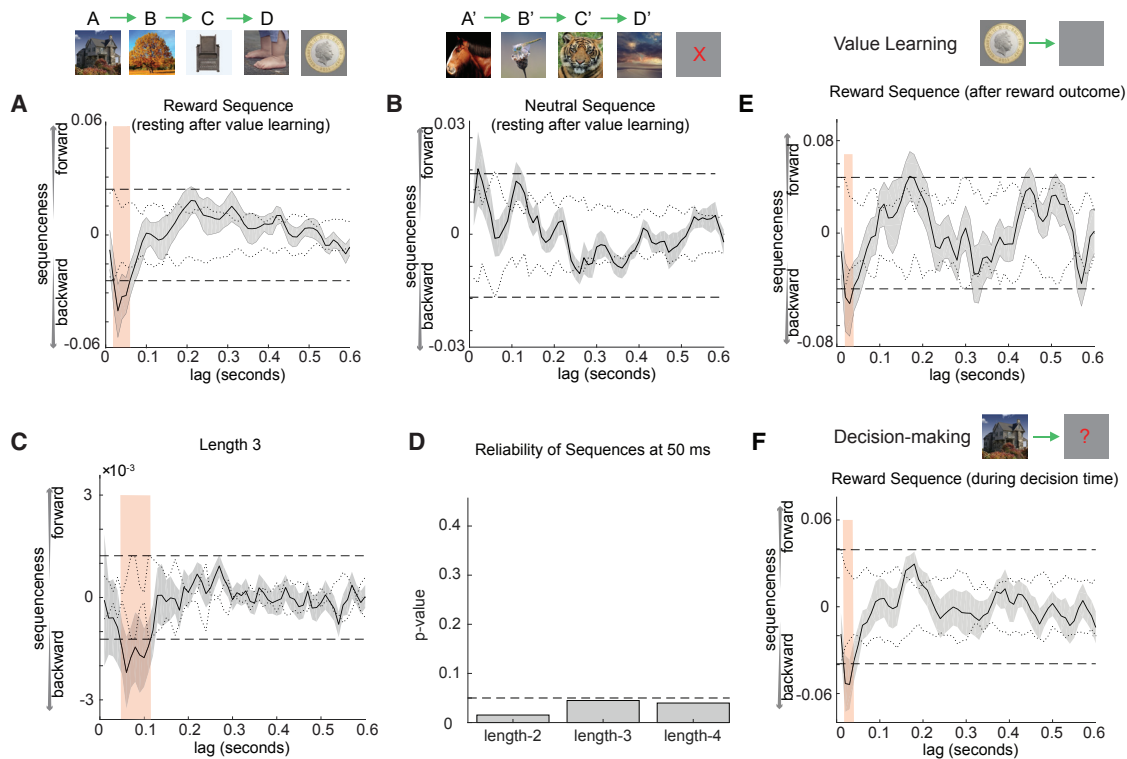 A → B → C → D
A' → B' → C' → D'
X
Value Learning
A
Reward Sequence
(resting after value learning)
0.06
0
-0.06
sequenceness
forward
backward
0 0.1 0.2 0.3 0.4 0.5 0.6
lag (seconds)
B
Neutral Sequence
(resting after value learning)
0.03
0
-0.03
sequenceness
forward
backward
0 0.1 0.2 0.3 0.4 0.5 0.6
lag (seconds)
E
Reward Sequence (after reward outcome)
0.08
0
-0.08
sequenceness
forward
backward
0 0.1 0.2 0.3 0.4 0.5 0.6
lag (seconds)
C
Length 3
×10-3
3
0
-3
sequenceness
forward
backward
0 0.1 0.2 0.3 0.4 0.5 0.6
lag (seconds)
D
Reliability of Sequences at 50 ms
0.4
0.3
0.2
0.1
0
p-value
length-2 length-3 length-4
Decision-making
?
F
Reward Sequence (during decision time)
0.06
0
-0.06
sequenceness
forward
backward
0 0.1 0.2 0.3 0.4 0.5 0.6
lag (seconds)